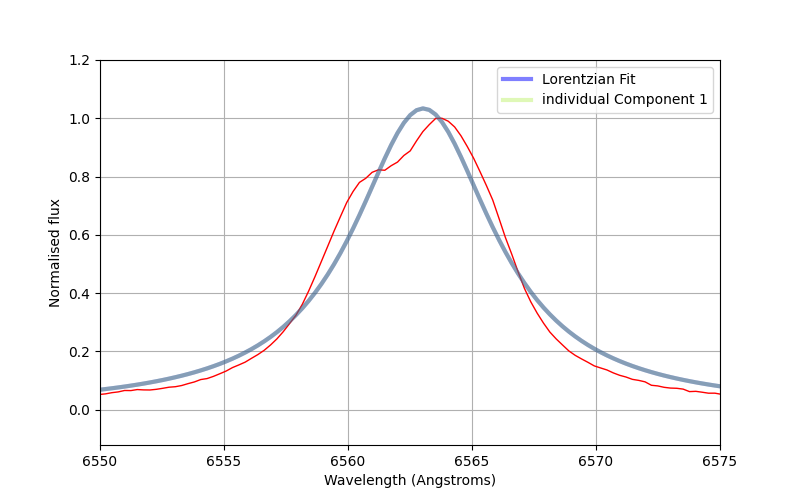 1.2
1.0
0.8
0.6
0.4
0.2
0.0
Normalised flux
Lorentzian Fit
individual Component 1
6550 6555 6560 6565 6570 6575
Wavelength (Angstroms)